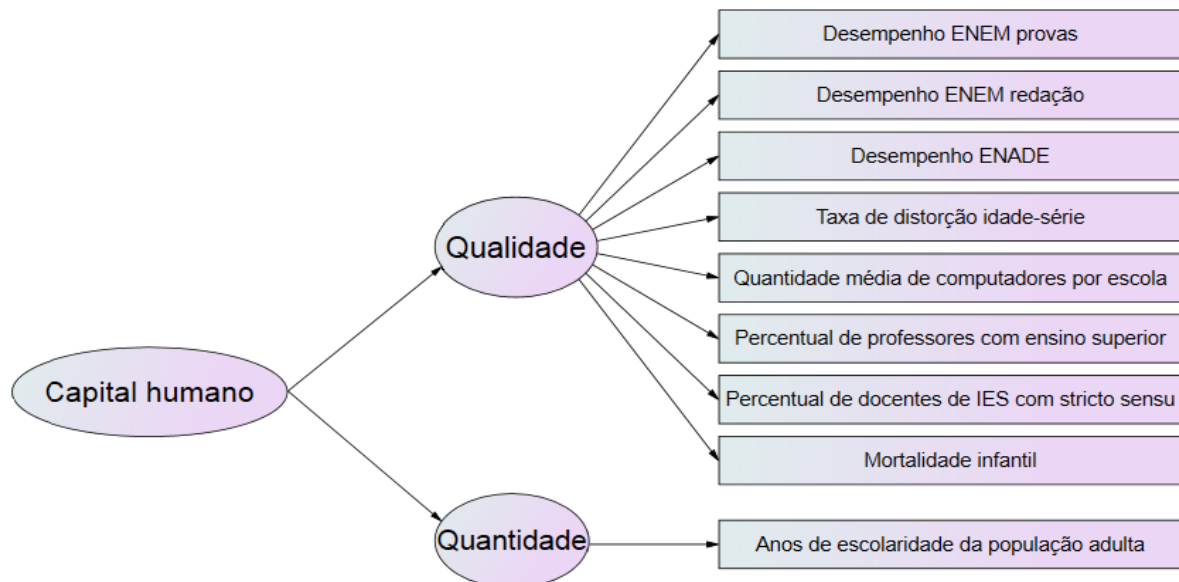 Desempenho ENEM provas
Desempenho ENEM redação
Desempenho ENADE
Taxa de distorção idade-série
Qualidade
Quantidade média de computadores por escola
Percentual de professores com ensino superior
Capital humano
Percentual de docentes de IES com stricto sensu
Mortalidade infantil
Quantidade
Anos de escolaridade da população adulta